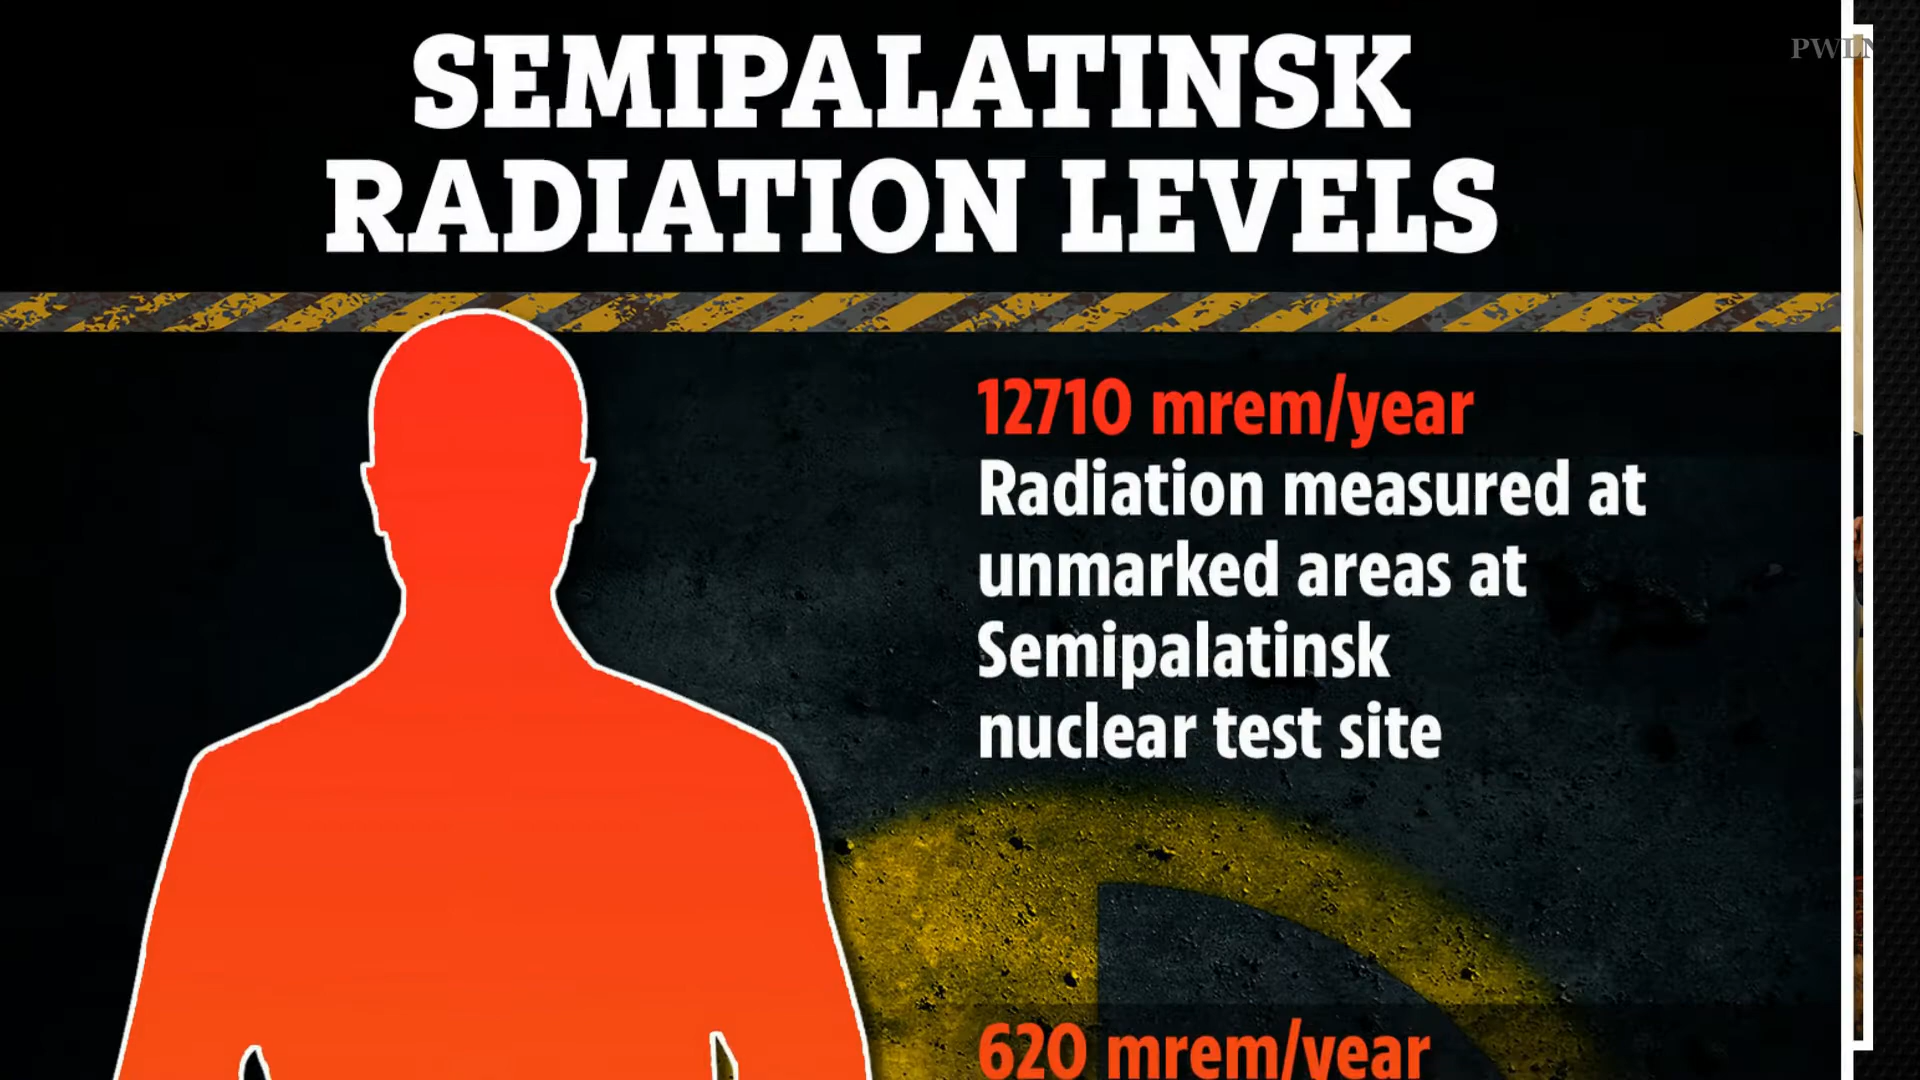 SEMIPALATINSK
RADIATION LEVELS
PWLN
12710 mrem/year
Radiation measured at
unmarked areas at
Semipalatinsk
nuclear test site
620 mrem/year